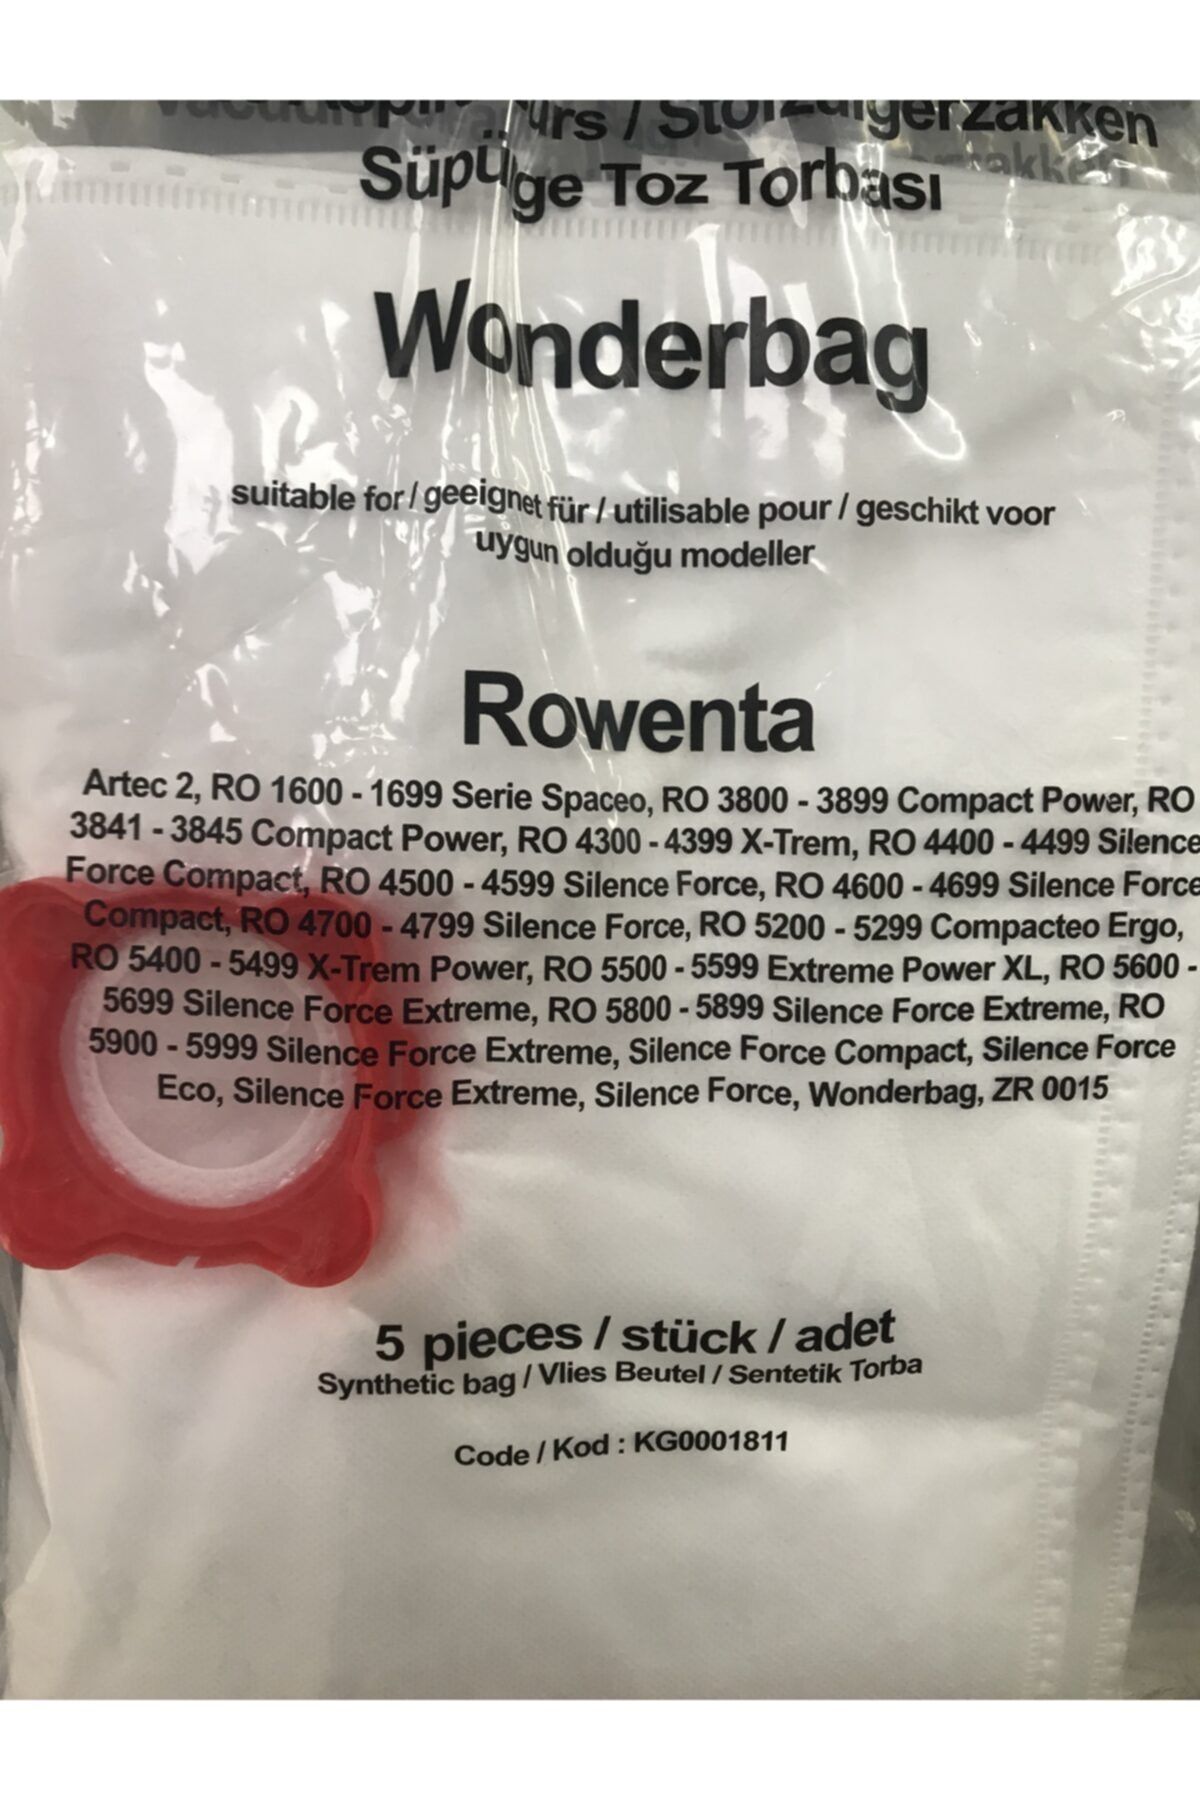 / Stofzuigerzakken
Süpürge Toz Torbası
Wonderbag
suitable for / geeignet für / utilisable pour / geschikt voor
uygun olduğu modeller
Rowenta
Artec 2, RO 1600 - 1699 Serie Spaceo, RO 3800 - 3899 Compact Power, RO
3841 - 3845 Compact Power, RO 4300 - 4399 X-Trem, RO 4400 - 4499 Silence
Force Compact, RO 4500 - 4599 Silence Force, RO 4600 - 4699 Silence Force
Compact, RO 4700 - 4799 Silence Force, RO 5200 - 5299 Compacteo Ergo,
RO 5400 - 5499 X-Trem Power, RO 5500 - 5599 Extreme Power XL, RO 5600 -
5699 Silence Force Extreme, RO 5800 - 5899 Silence Force Extreme, RO
5900 - 5999 Silence Force Extreme, Silence Force Compact, Silence Force
Eco, Silence Force Extreme, Silence Force, Wonderbag, ZR 0015
5 pieces / stück / adet
Synthetic bag / Vlies Beutel / Sentetik Torba
Code / Kod : KG0001811